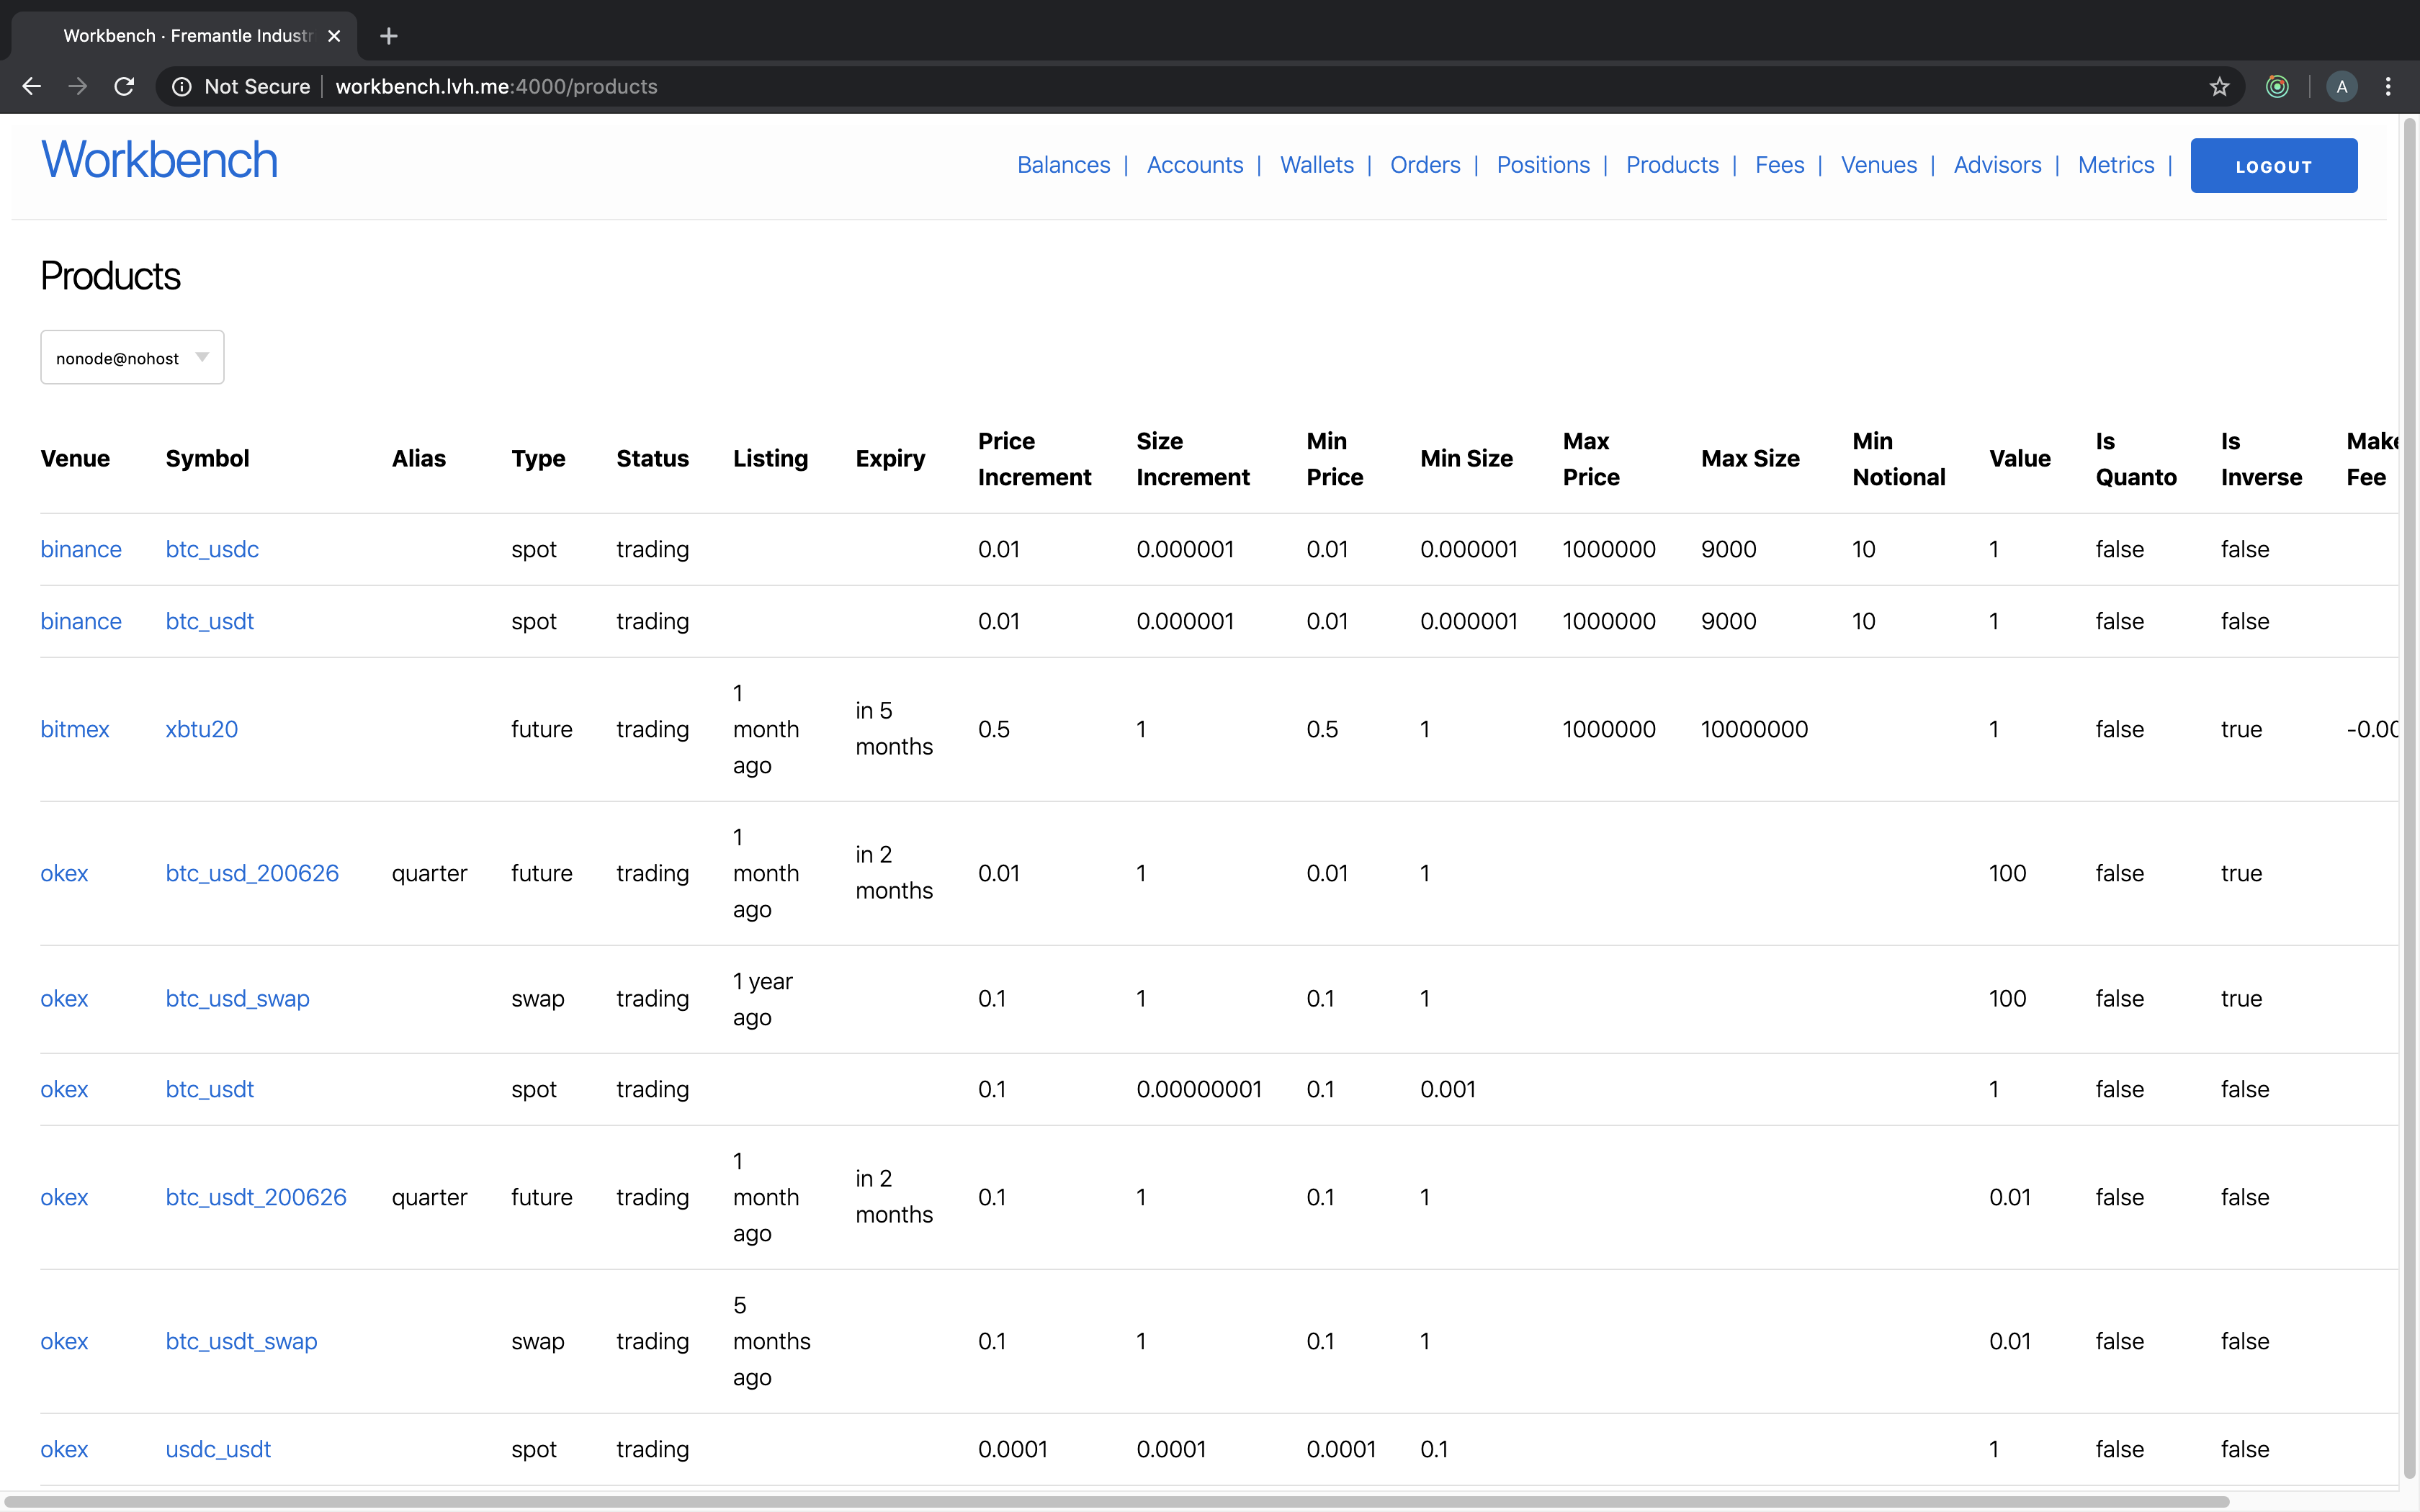 Workbench · Fremantle Industr
Not Secure workbench.lvh.me:4000/products
A
Workbench
Balances | Accounts | Wallets | Orders | Positions | Products | Fees | Venues | Advisors | Metrics | LOGOUT
Products
nonode@nohost
Venue Symbol Alias Type Status Listing Expiry Price Increment Size Increment Min Price Min Size Max Price Max Size Min Notional Value Is Quanto Is Inverse Make Fee
binance btc_usdc spot trading 0.01 0.000001 0.01 0.000001 1000000 9000 10 1 false false
binance btc_usdt spot trading 0.01 0.000001 0.01 0.000001 1000000 9000 10 1 false false
bitmex xbtu20 future trading 1 month ago in 5 months 0.5 1 0.5 1 1000000 10000000 1 false true -0.00
okex btc_usd_200626 quarter future trading 1 month ago in 2 months 0.01 1 0.01 1 100 false true
okex btc_usd_swap swap trading 1 year ago 0.1 1 0.1 1 100 false true
okex btc_usdt spot trading 0.1 0.00000001 0.1 0.001 1 false false
okex btc_usdt_200626 quarter future trading 1 month ago in 2 months 0.1 1 0.1 1 0.01 false false
okex btc_usdt_swap swap trading 5 months ago 0.1 1 0.1 1 0.01 false false
okex usdc_usdt spot trading 0.0001 0.0001 0.0001 0.1 1 false false